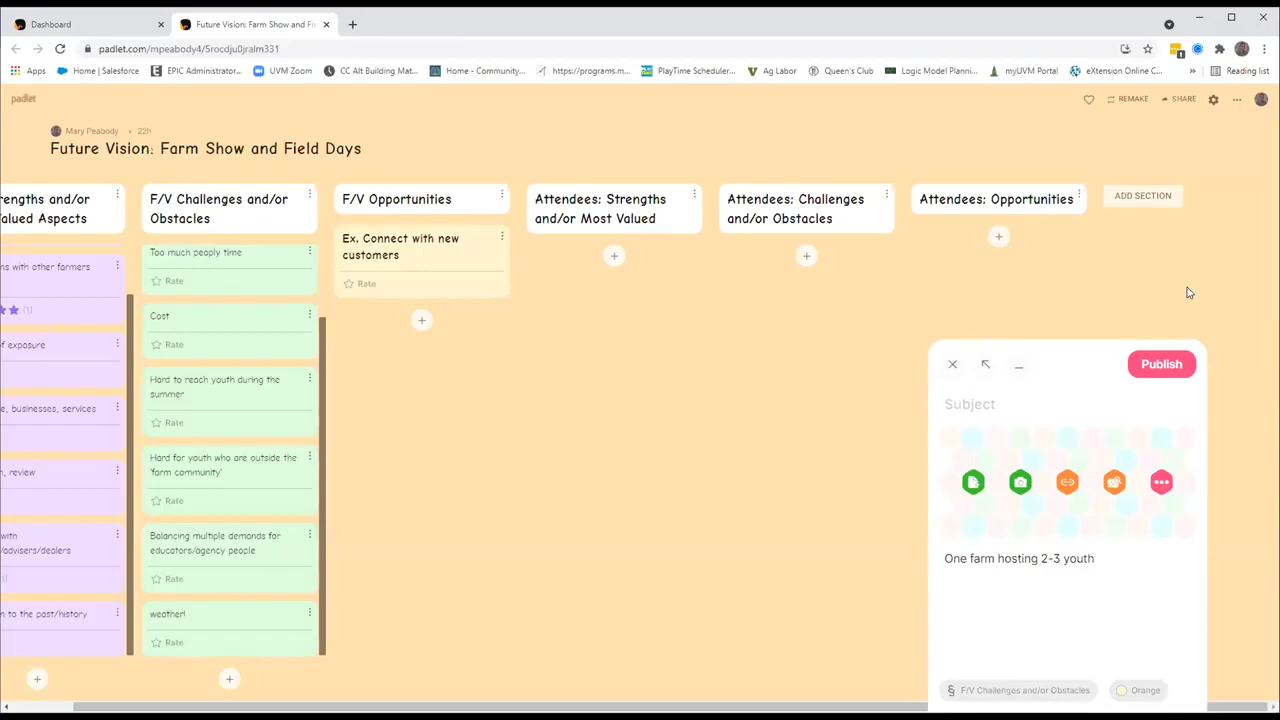 Dashboard
Future Vision: Farm Show and Fi
padlet.com/mpeabody4/5rocdju0jralm331
1
Apps
Home | Salesforce
EPIC Administrator...
UVM Zoom
CC Alt Building Mat...
Home - Community...
https://programs.m...
PlayTime Scheduler...
Ag Labor
Queen's Club
Logic Model Planni...
myUVM Portal
eXtension Online C...
»
Reading list
padlet
REMAKE
SHARE
Mary Peabody • 22h
Future Vision: Farm Show and Field Days
rengths and/or
alued Aspects
ns with other farmers
(1)
of exposure
e, businesses, services
n, review
with
/advisers/dealers
1)
n to the past/history
F/V Challenges and/or
Obstacles
Too much peoply time
Rate
Cost
Rate
Hard to reach youth during the
summer
Rate
Hard for youth who are outside the
'farm community'
Rate
Balancing multiple demands for
educators/agency people
Rate
weather!
Rate
F/V Opportunities
Ex. Connect with new
customers
Rate
Attendees: Strengths
and/or Most Valued
Attendees: Challenges
and/or Obstacles
Attendees: Opportunities
ADD SECTION
Publish
Subject
One farm hosting 2-3 youth
§ F/V Challenges and/or Obstacles
Orange